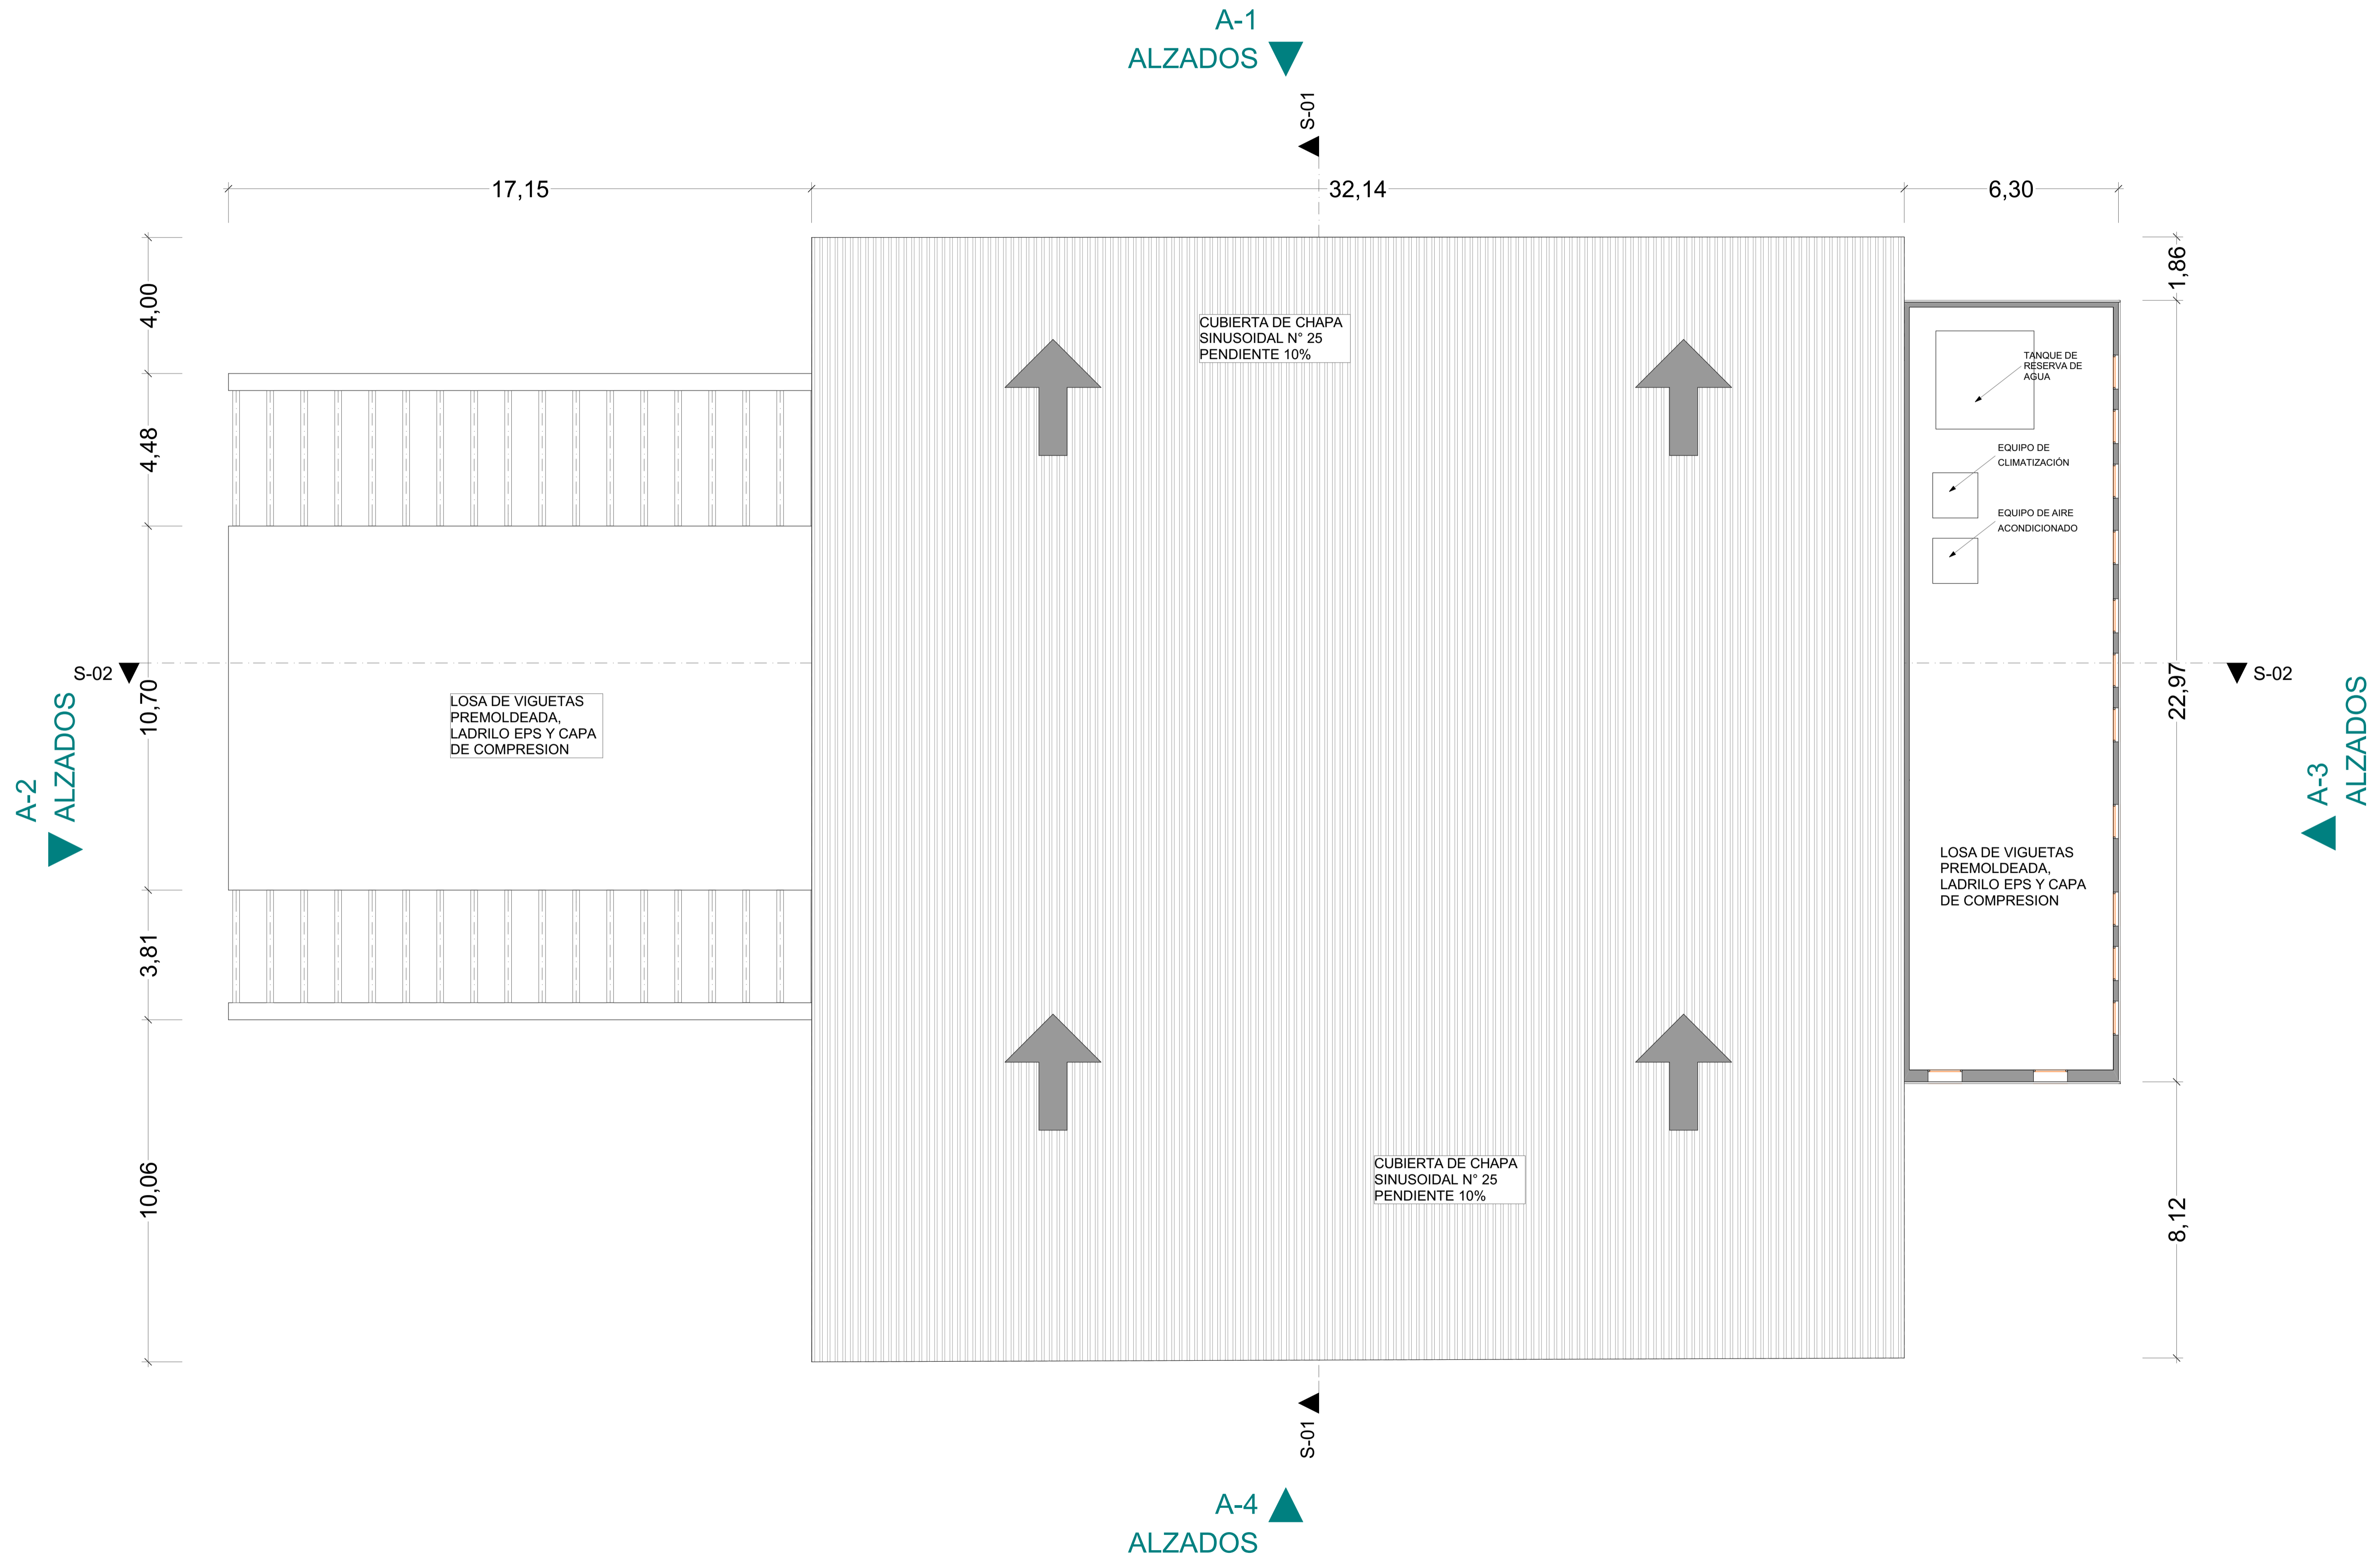 A-1
ALZADOS
S-01
17,15
32,14
6,30
4,00
4,48
10,70
3,81
10,06
1,86
22,97
8,12
CUBIERTA DE CHAPA
SINUSOIDAL N° 25
PENDIENTE 10%
TANQUE DE
RESERVA DE
AGUA
EQUIPO DE
CLIMATIZACIÓN
EQUIPO DE AIRE
ACONDICIONADO
S-02
S-02
A-2
ALZADOS
LOSA DE VIGUETAS
PREMOLDEADA,
LADRILO EPS Y CAPA
DE COMPRESION
A-3
ALZADOS
LOSA DE VIGUETAS
PREMOLDEADA,
LADRILO EPS Y CAPA
DE COMPRESION
CUBIERTA DE CHAPA
SINUSOIDAL N° 25
PENDIENTE 10%
S-01
A-4
ALZADOS